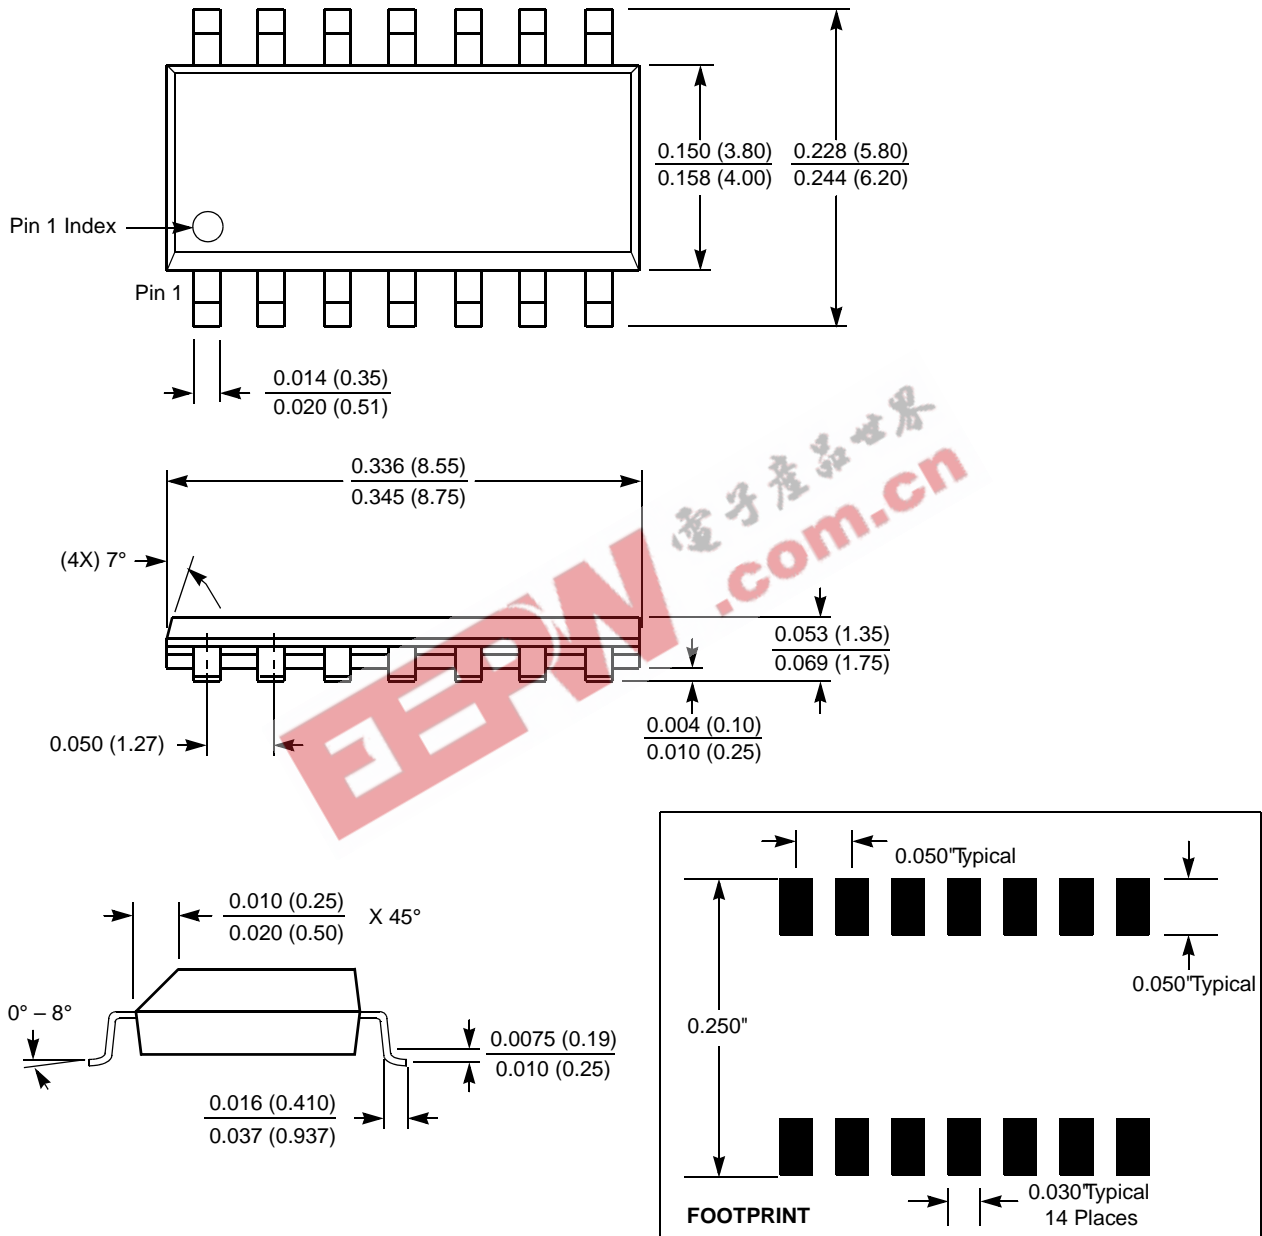 0.150 (3.80)
0.158 (4.00)
0.228 (5.80)
0.244 (6.20)
Pin 1 Index
Pin 1
0.014 (0.35)
0.020 (0.51)
0.336 (8.55)
0.345 (8.75)
電子產品世界
.com.cn
EEPW
(4X) 7°
0.053 (1.35)
0.069 (1.75)
0.004 (0.10)
0.010 (0.25)
0.050 (1.27)
0.050"Typical
0.010 (0.25)
0.020 (0.50)
X 45°
0.050"Typical
0° – 8°
0.250"
0.0075 (0.19)
0.010 (0.25)
0.016 (0.410)
0.037 (0.937)
0.030"Typical
14 Places
FOOTPRINT